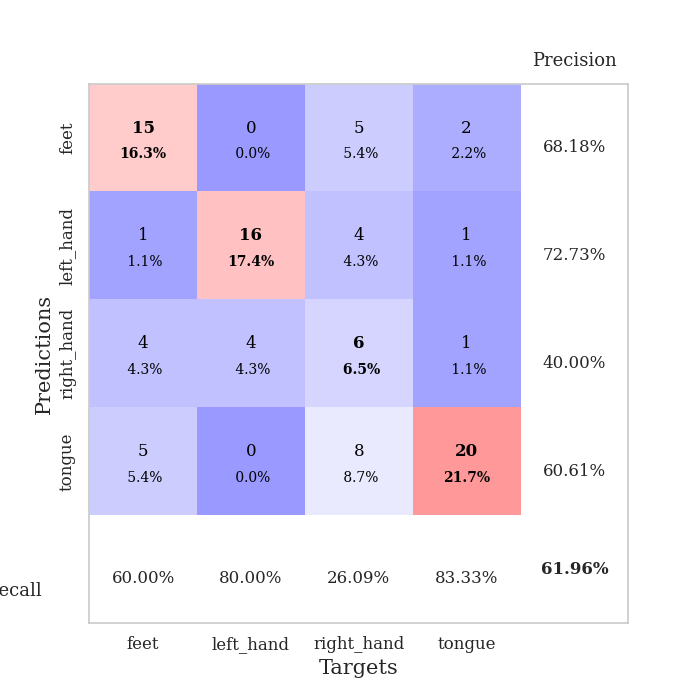 Precision
feet 15 0 5 2 68.18%
16.3% 0.0% 5.4% 2.2%
left_hand 1 16 4 1 72.73%
1.1% 17.4% 4.3% 1.1%
Predictions
right_hand 4 4 6 1 40.00%
4.3% 4.3% 6.5% 1.1%
tongue 5 0 8 20 60.61%
5.4% 0.0% 8.7% 21.7%
ecall 60.00% 80.00% 26.09% 83.33% 61.96%
feet left_hand right_hand tongue
Targets